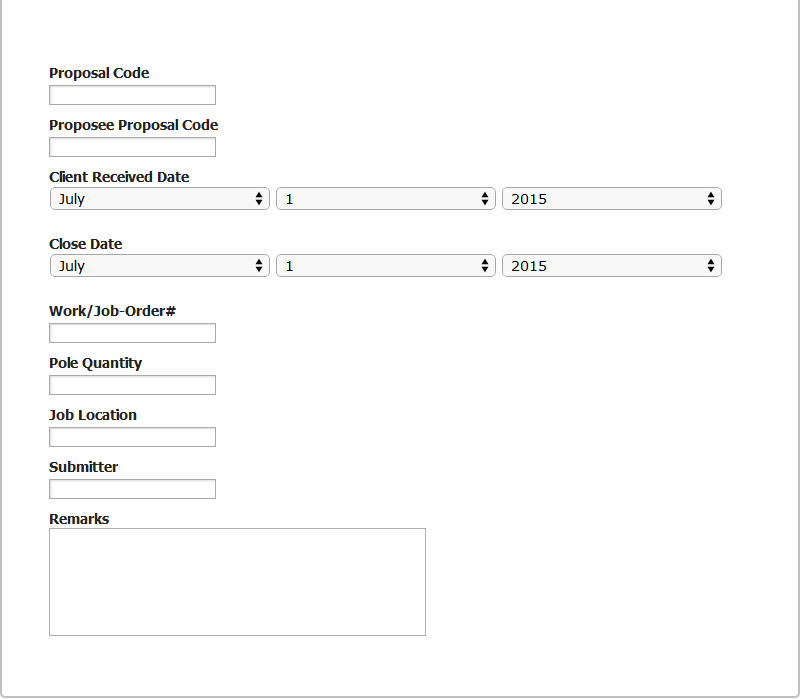 Proposal Code
Proposee Proposal Code
Client Received Date
July 1 2015
Close Date
July 1 2015
Work/Job-Order#
Pole Quantity
Job Location
Submitter
Remarks